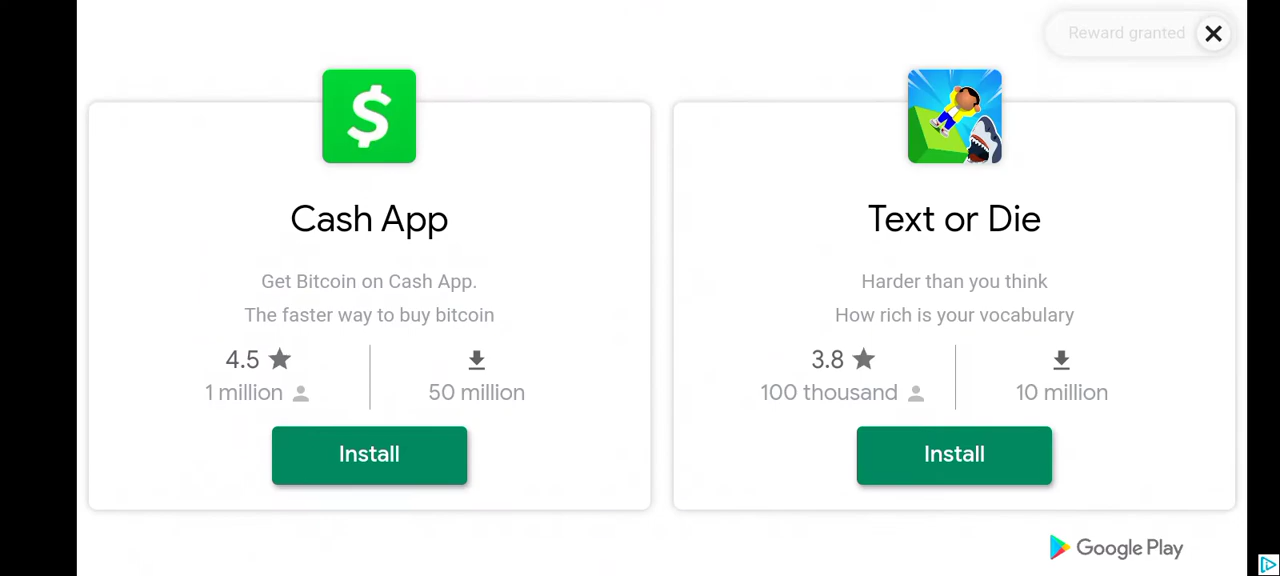 Reward granted
Cash App
Get Bitcoin on Cash App.
The faster way to buy bitcoin
4.5
1 million
50 million
Install
Text or Die
Harder than you think
How rich is your vocabulary
3.8
100 thousand
10 million
Install
Google Play